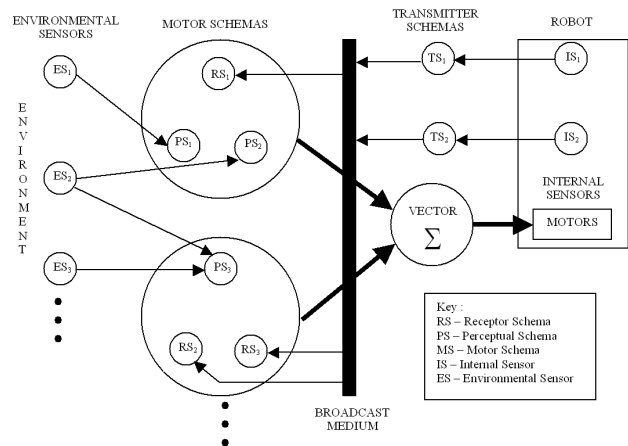 ENVIRONMENTAL
SENSORS
MOTOR SCHEMAS
TRANSMITTER
SCHEMAS
ROBOT
ES1
RS1
TS1
IS1
ENVIRONMENT
PS1
PS2
TS2
IS2
ES2
INTERNAL
SENSORS
VECTOR
Σ
MOTORS
ES3
PS3
RS2
RS3
Key :
RS – Receptor Schema
PS – Perceptual Schema
MS – Motor Schema
IS – Internal Sensor
ES – Environmental Sensor
BROADCAST
MEDIUM